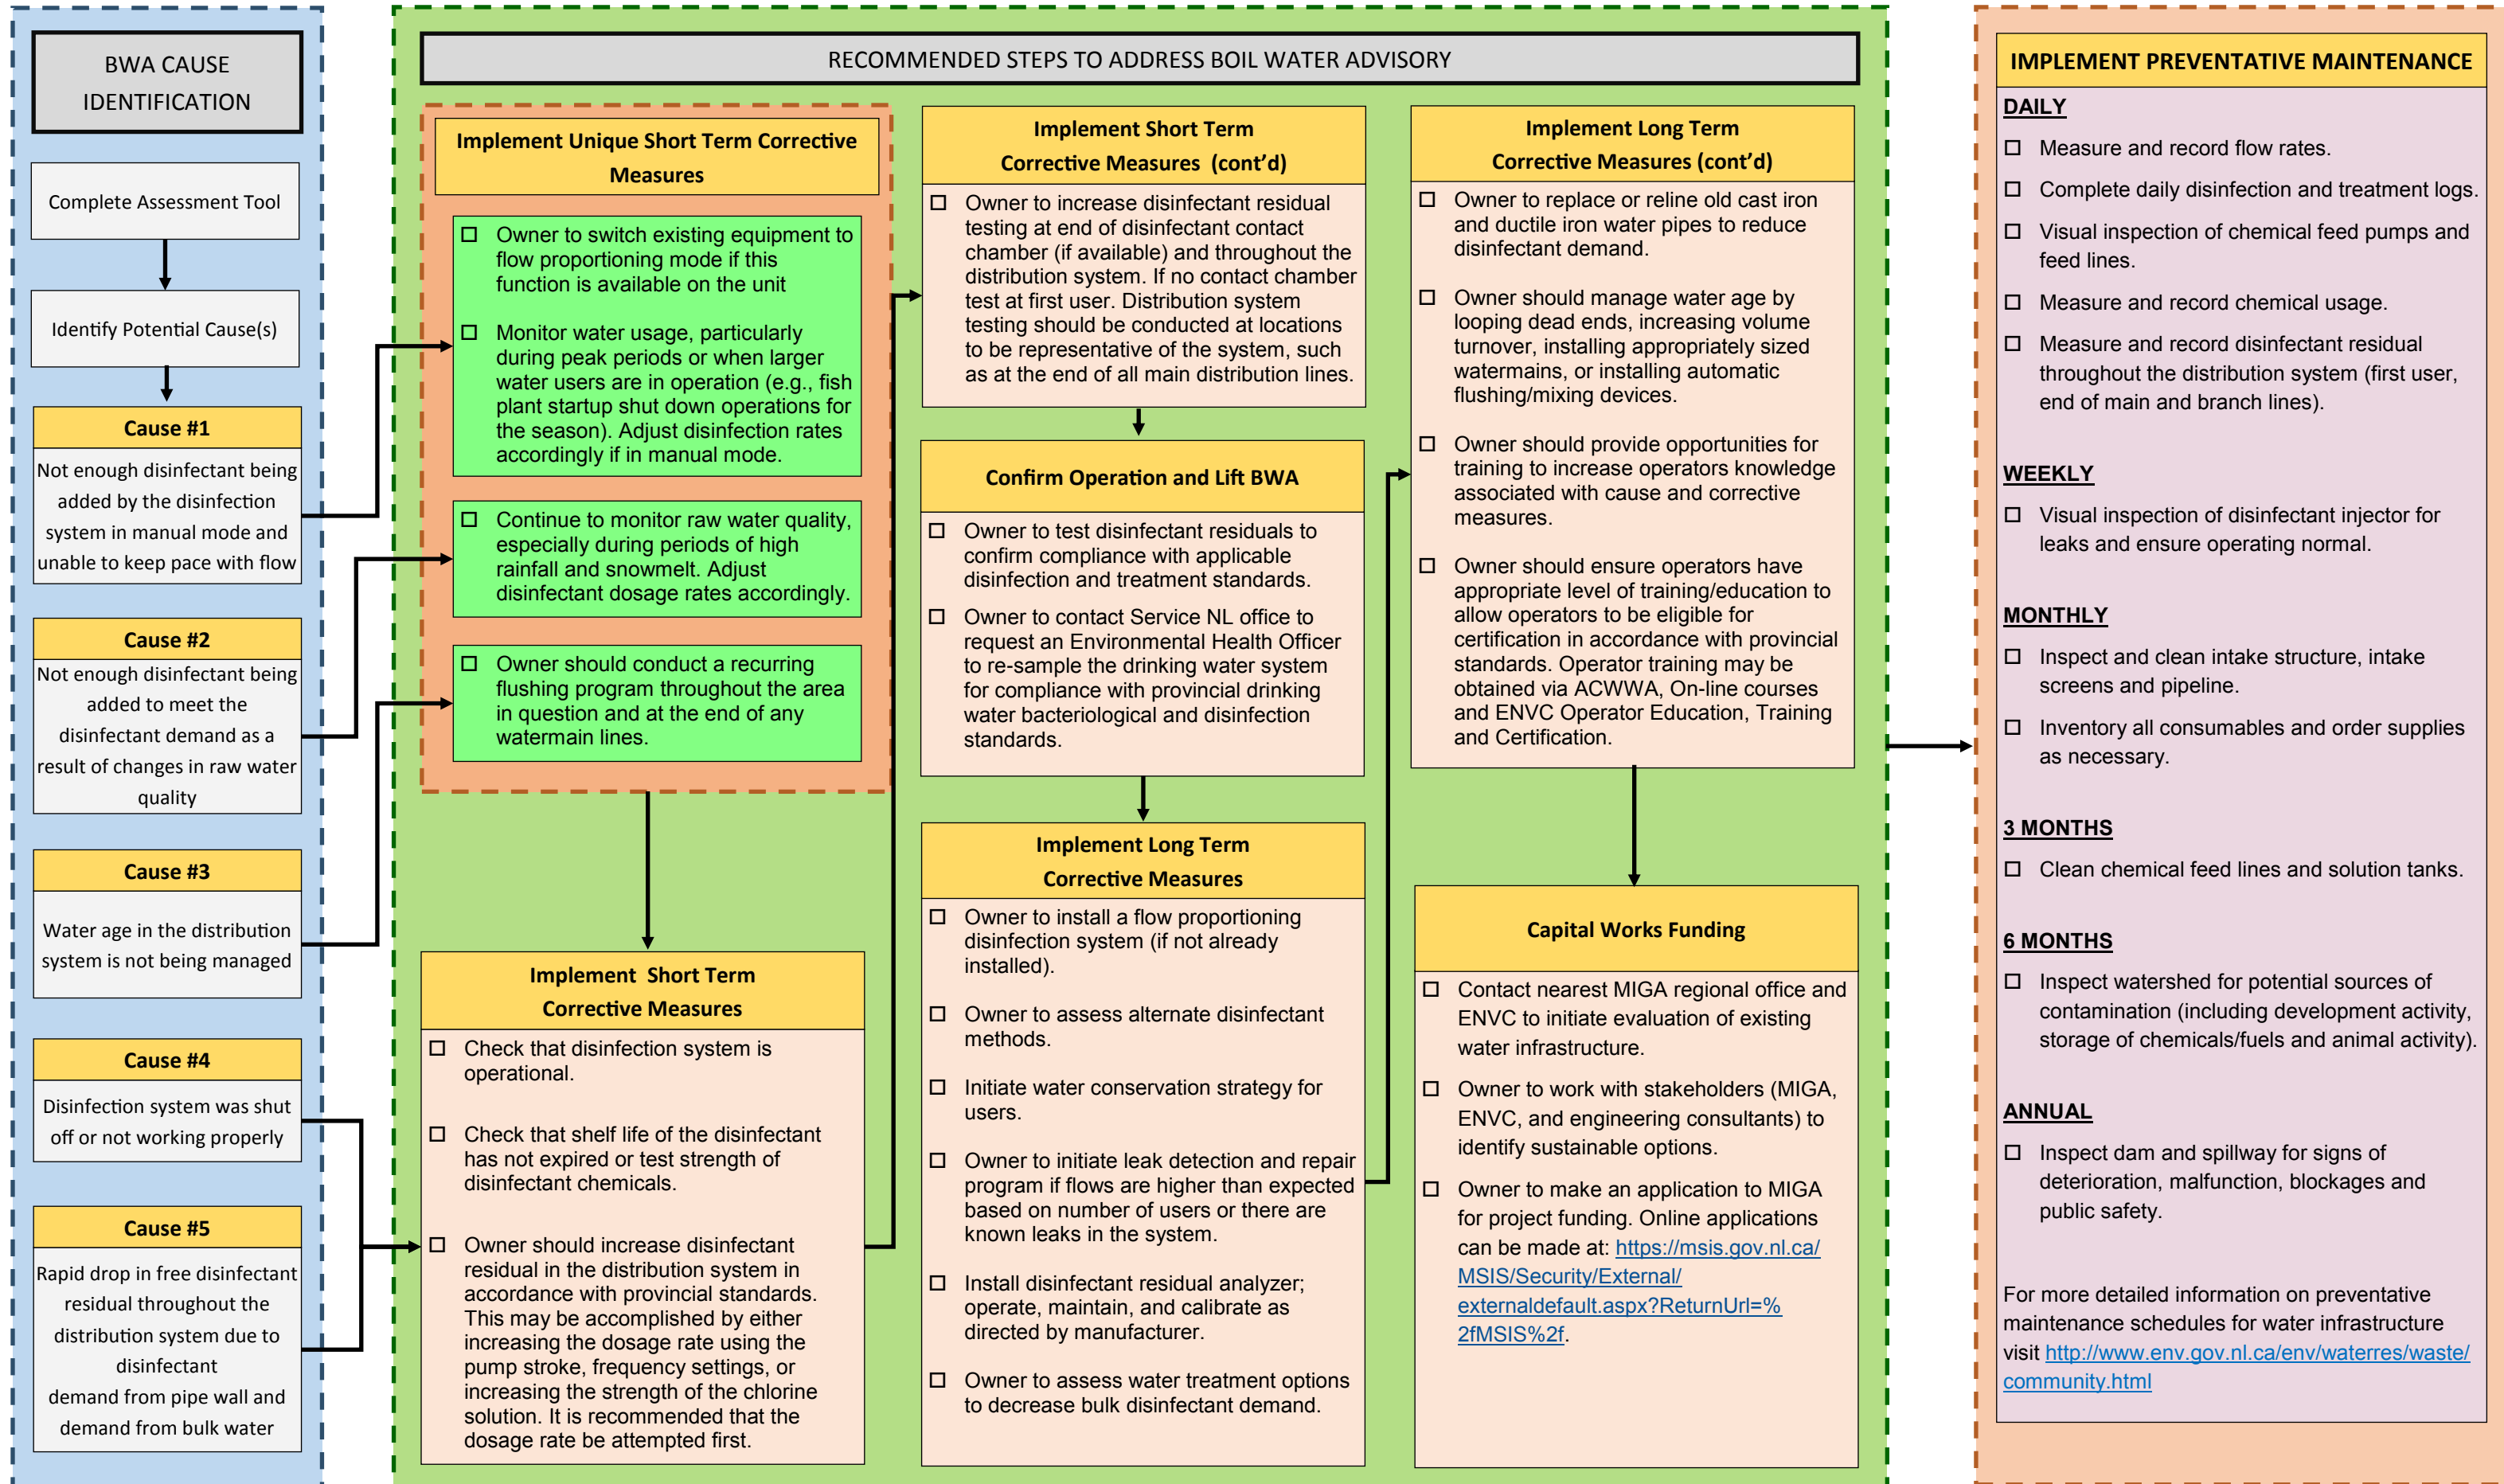 BWA CAUSE
IDENTIFICATION
Complete Assessment Tool
Identify Potential Cause(s)
Cause #1
Not enough disinfectant being
added by the disinfection
system in manual mode and
unable to keep pace with flow
Cause #2
Not enough disinfectant being
added to meet the
disinfectant demand as a
result of changes in raw water
quality
Cause #3
Water age in the distribution
system is not being managed
Cause #4
Disinfection system was shut
off or not working properly
Cause #5
Rapid drop in free disinfectant
residual throughout the
distribution system due to
disinfectant
demand from pipe wall and
demand from bulk water
RECOMMENDED STEPS TO ADDRESS BOIL WATER ADVISORY
Implement Unique Short Term Corrective
Measures
☐ Owner to switch existing equipment to
flow proportioning mode if this
function is available on the unit
☐ Monitor water usage, particularly
during peak periods or when larger
water users are in operation (e.g., fish
plant startup shut down operations for
the season). Adjust disinfection rates
accordingly if in manual mode.
☐ Continue to monitor raw water quality,
especially during periods of high
rainfall and snowmelt. Adjust
disinfectant dosage rates accordingly.
☐ Owner should conduct a recurring
flushing program throughout the area
in question and at the end of any
watermain lines.
Implement Short Term
Corrective Measures
☐ Check that disinfection system is
operational.
☐ Check that shelf life of the disinfectant
has not expired or test strength of
disinfectant chemicals.
☐ Owner should increase disinfectant
residual in the distribution system in
accordance with provincial standards.
This may be accomplished by either
increasing the dosage rate using the
pump stroke, frequency settings, or
increasing the strength of the chlorine
solution. It is recommended that the
dosage rate be attempted first.
Implement Short Term
Corrective Measures (cont’d)
☐ Owner to increase disinfectant residual
testing at end of disinfectant contact
chamber (if available) and throughout the
distribution system. If no contact chamber
test at first user. Distribution system
testing should be conducted at locations
to be representative of the system, such
as at the end of all main distribution lines.
Confirm Operation and Lift BWA
☐ Owner to test disinfectant residuals to
confirm compliance with applicable
disinfection and treatment standards.
☐ Owner to contact Service NL office to
request an Environmental Health Officer
to re-sample the drinking water system
for compliance with provincial drinking
water bacteriological and disinfection
standards.
Implement Long Term
Corrective Measures
☐ Owner to install a flow proportioning
disinfection system (if not already
installed).
☐ Owner to assess alternate disinfectant
methods.
☐ Initiate water conservation strategy for
users.
☐ Owner to initiate leak detection and repair
program if flows are higher than expected
based on number of users or there are
known leaks in the system.
☐ Install disinfectant residual analyzer;
operate, maintain, and calibrate as
directed by manufacturer.
☐ Owner to assess water treatment options
to decrease bulk disinfectant demand.
Implement Long Term
Corrective Measures (cont’d)
☐ Owner to replace or reline old cast iron
and ductile iron water pipes to reduce
disinfectant demand.
☐ Owner should manage water age by
looping dead ends, increasing volume
turnover, installing appropriately sized
watermains, or installing automatic
flushing/mixing devices.
☐ Owner should provide opportunities for
training to increase operators knowledge
associated with cause and corrective
measures.
☐ Owner should ensure operators have
appropriate level of training/education to
allow operators to be eligible for
certification in accordance with provincial
standards. Operator training may be
obtained via ACWWA, On-line courses
and ENVC Operator Education, Training
and Certification.
Capital Works Funding
☐ Contact nearest MIGA regional office and
ENVC to initiate evaluation of existing
water infrastructure.
☐ Owner to work with stakeholders (MIGA,
ENVC, and engineering consultants) to
identify sustainable options.
☐ Owner to make an application to MIGA
for project funding. Online applications
can be made at: https://msis.gov.nl.ca/
MSIS/Security/External/
externaldefault.aspx?ReturnUrl=%
2fMSIS%2f.
IMPLEMENT PREVENTATIVE MAINTENANCE
DAILY
☐ Measure and record flow rates.
☐ Complete daily disinfection and treatment logs.
☐ Visual inspection of chemical feed pumps and
feed lines.
☐ Measure and record chemical usage.
☐ Measure and record disinfectant residual
throughout the distribution system (first user,
end of main and branch lines).
WEEKLY
☐ Visual inspection of disinfectant injector for
leaks and ensure operating normal.
MONTHLY
☐ Inspect and clean intake structure, intake
screens and pipeline.
☐ Inventory all consumables and order supplies
as necessary.
3 MONTHS
☐ Clean chemical feed lines and solution tanks.
6 MONTHS
☐ Inspect watershed for potential sources of
contamination (including development activity,
storage of chemicals/fuels and animal activity).
ANNUAL
☐ Inspect dam and spillway for signs of
deterioration, malfunction, blockages and
public safety.
For more detailed information on preventative
maintenance schedules for water infrastructure
visit http://www.env.gov.nl.ca/env/waterres/waste/
community.html